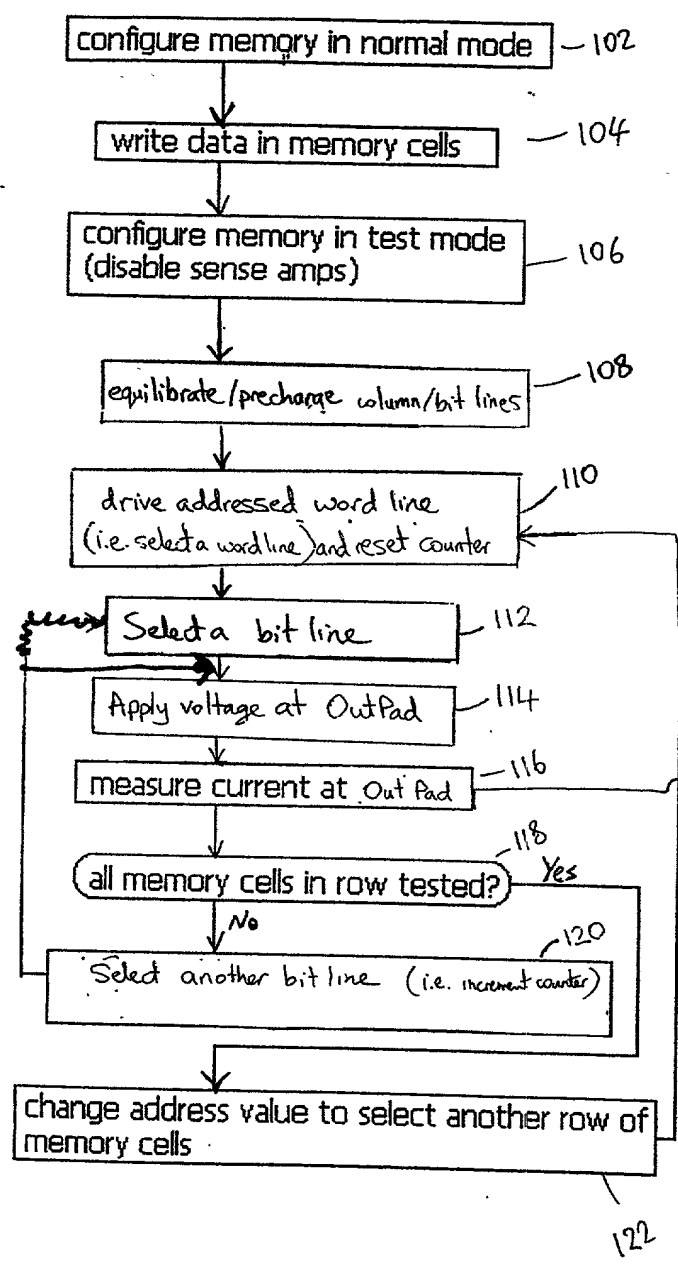 configure memory in normal mode
102
write data in memory cells
104
configure memory in test mode
(disable sense amps)
106
equilibrate/precharge column/bit lines
108
drive addressed word line
(i.e. select a wordline) and reset counter
110
Select a bit line
112
Apply voltage at OutPad
114
measure current at Out Pad
116
118
all memory cells in row tested?
Yes
No
120
Select another bit line (i.e. increment counter)
change address value to select another row of
memory cells
122